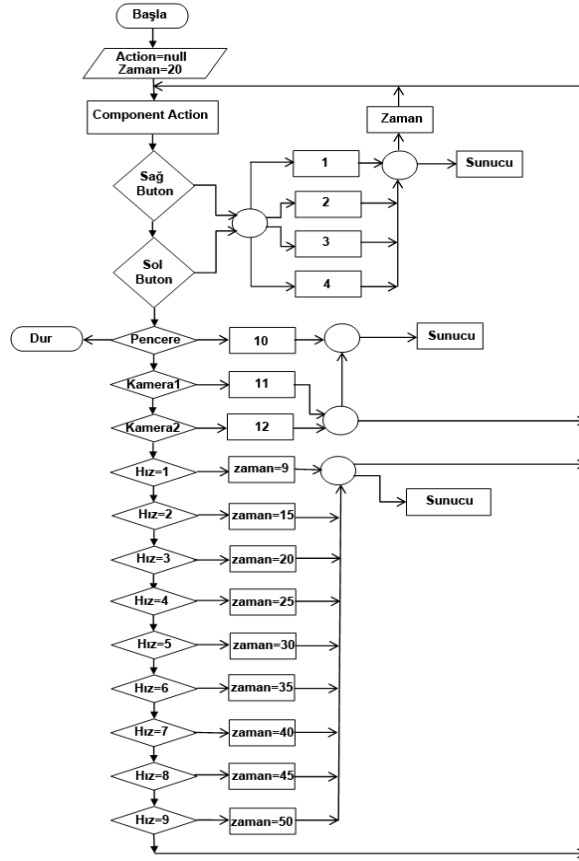 Başla
Action=null
Zaman=20
Component Action
Zaman
Sağ
Buton
1
Sunucu
2
3
Sol
Buton
4
Dur
Pencere
10
Sunucu
Kamera1
11
Kamera2
12
Hız=1
zaman=9
Sunucu
Hız=2
zaman=15
Hız=3
zaman=20
Hız=4
zaman=25
Hız=5
zaman=30
Hız=6
zaman=35
Hız=7
zaman=40
Hız=8
zaman=45
Hız=9
zaman=50